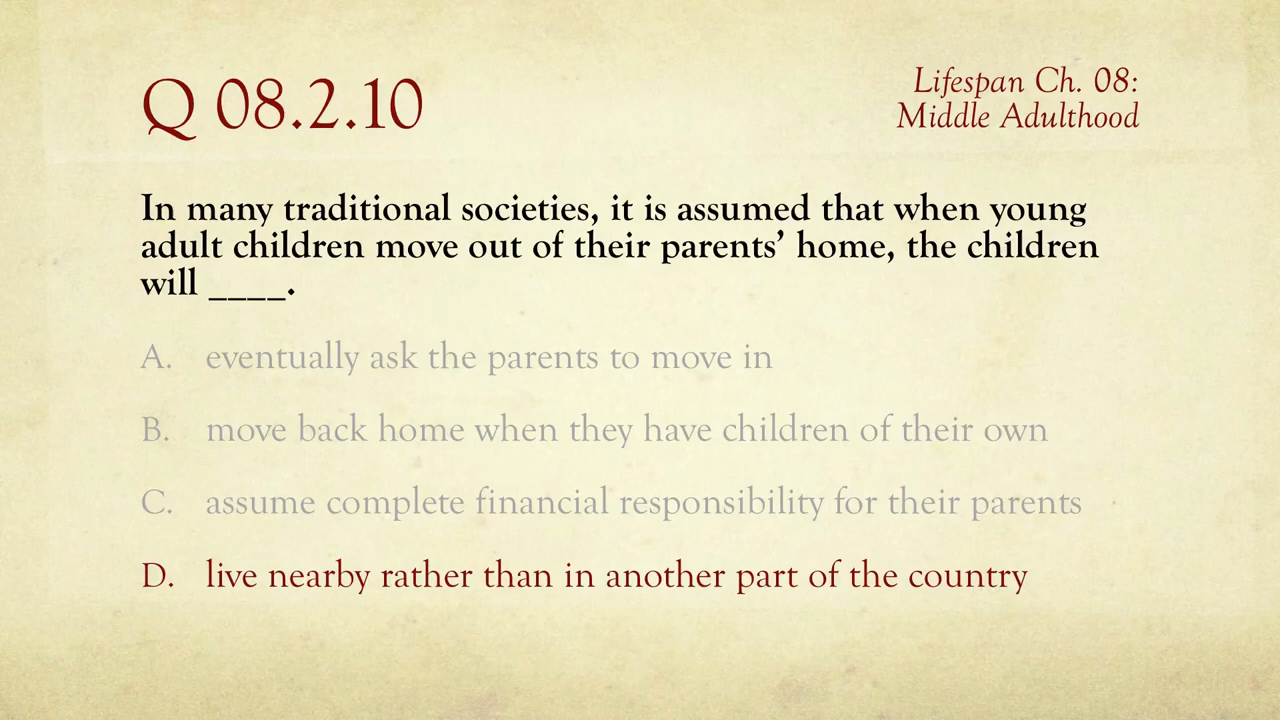 Q 08.2.10
Lifespan Ch. 08:
Middle Adulthood
In many traditional societies, it is assumed that when young
adult children move out of their parents’ home, the children
will ____.
A. eventually ask the parents to move in
B. move back home when they have children of their own
C. assume complete financial responsibility for their parents
D. live nearby rather than in another part of the country